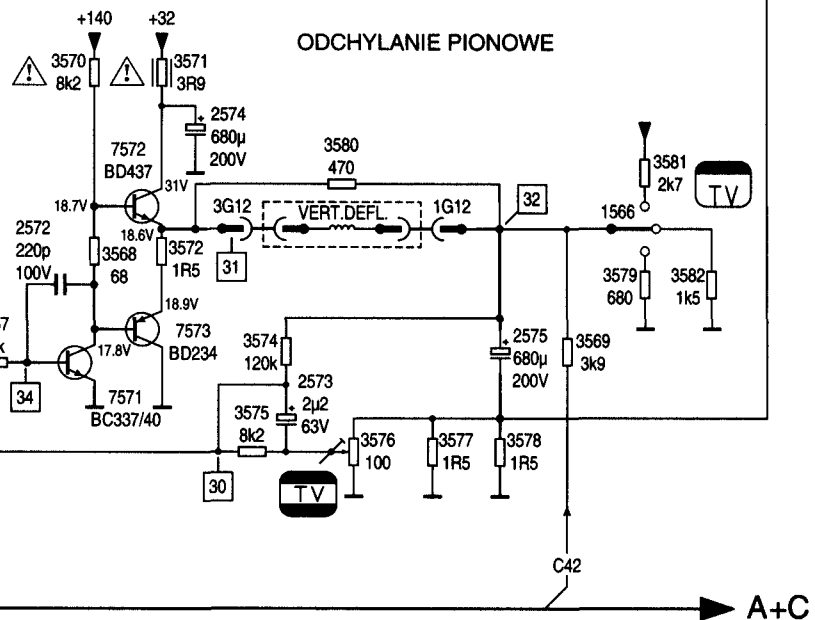 +140
+32
ODCHYLANIE PIONOWE
3570
8k2
!
!
3571
3R9
2574
680µ
200V
7572
BD437
31V
3580
470
3581
2k7
TV
18.7V
18.6V
3G12
VERT.DEFL.
1G12
32
1566
2572
220p
100V
3568
68
3572
1R5
31
3579
680
3582
1k5
18.9V
7573
BD234
17.8V
34
7571
BC337/40
3574
120k
2573
2µ2
63V
2575
680µ
200V
3569
3k9
3575
8k2
3576
100
3577
1R5
3578
1R5
30
TV
C42
A+C